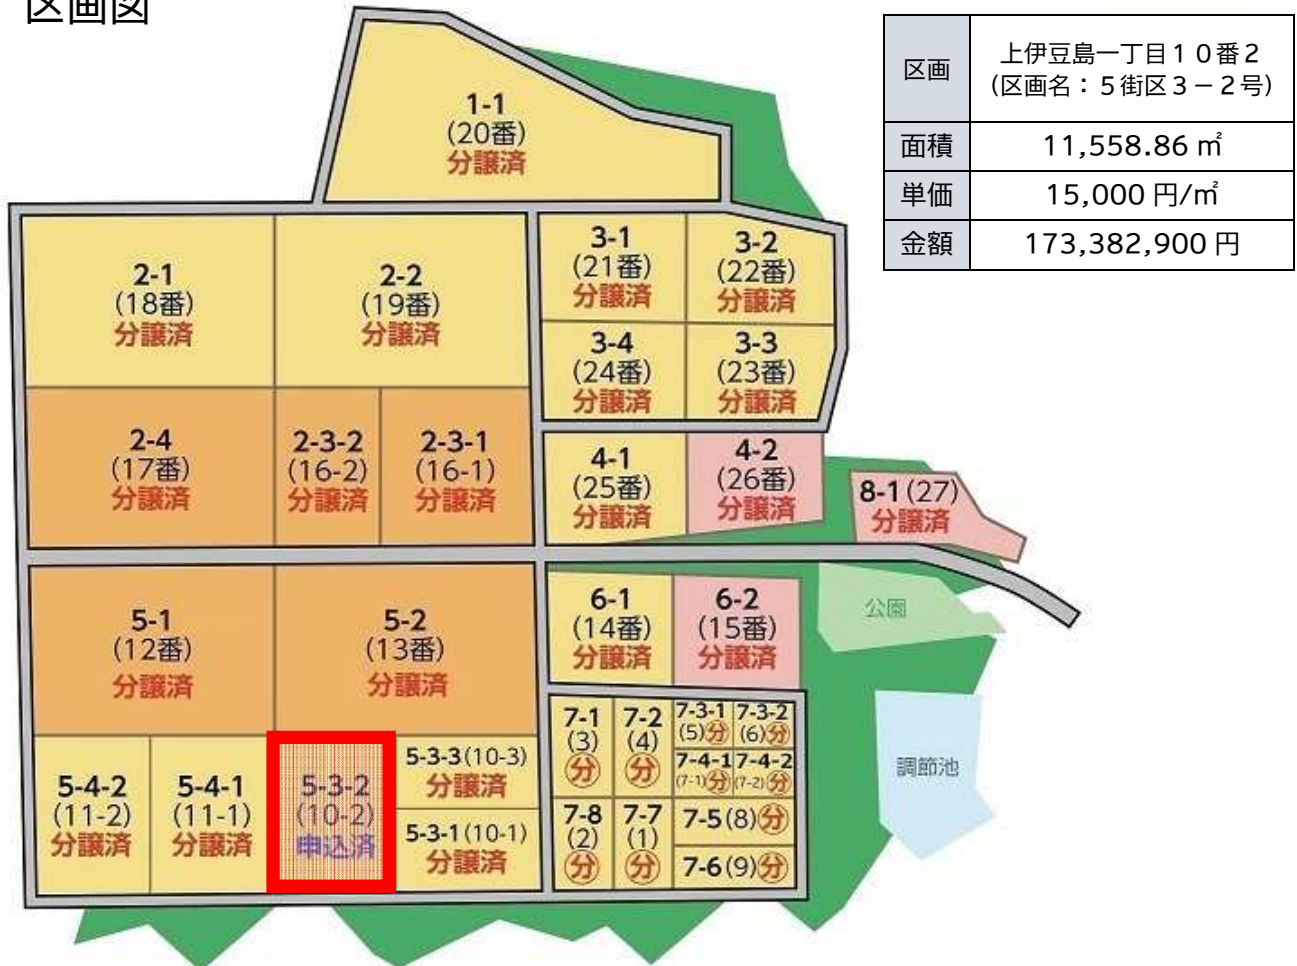 区画図
区画
上伊豆島一丁目１０番２
(区画名：５街区３－２号)
面積
11,558.86 ㎡
単価
15,000 円/㎡
金額
173,382,900 円
1-1
(20番)
分譲済
2-1
(18番)
分譲済
2-2
(19番)
分譲済
3-1
(21番)
分譲済
3-2
(22番)
分譲済
3-4
(24番)
分譲済
3-3
(23番)
分譲済
2-4
(17番)
分譲済
2-3-2
(16-2)
分譲済
2-3-1
(16-1)
分譲済
4-1
(25番)
分譲済
4-2
(26番)
分譲済
8-1(27)
分譲済
5-1
(12番)
分譲済
5-2
(13番)
分譲済
6-1
(14番)
分譲済
6-2
(15番)
分譲済
公園
調節池
5-4-2
(11-2)
分譲済
5-4-1
(11-1)
分譲済
5-3-2
(10-2)
申込済
5-3-3(10-3)
分譲済
5-3-1(10-1)
分譲済
7-1
(3)
分
7-2
(4)
分
7-3-1
(5)分
7-3-2
(6)分
7-4-1
(7-1)分
7-4-2
(7-2)分
7-8
(2)
分
7-7
(1)
分
7-5(8)分
7-6(9)分